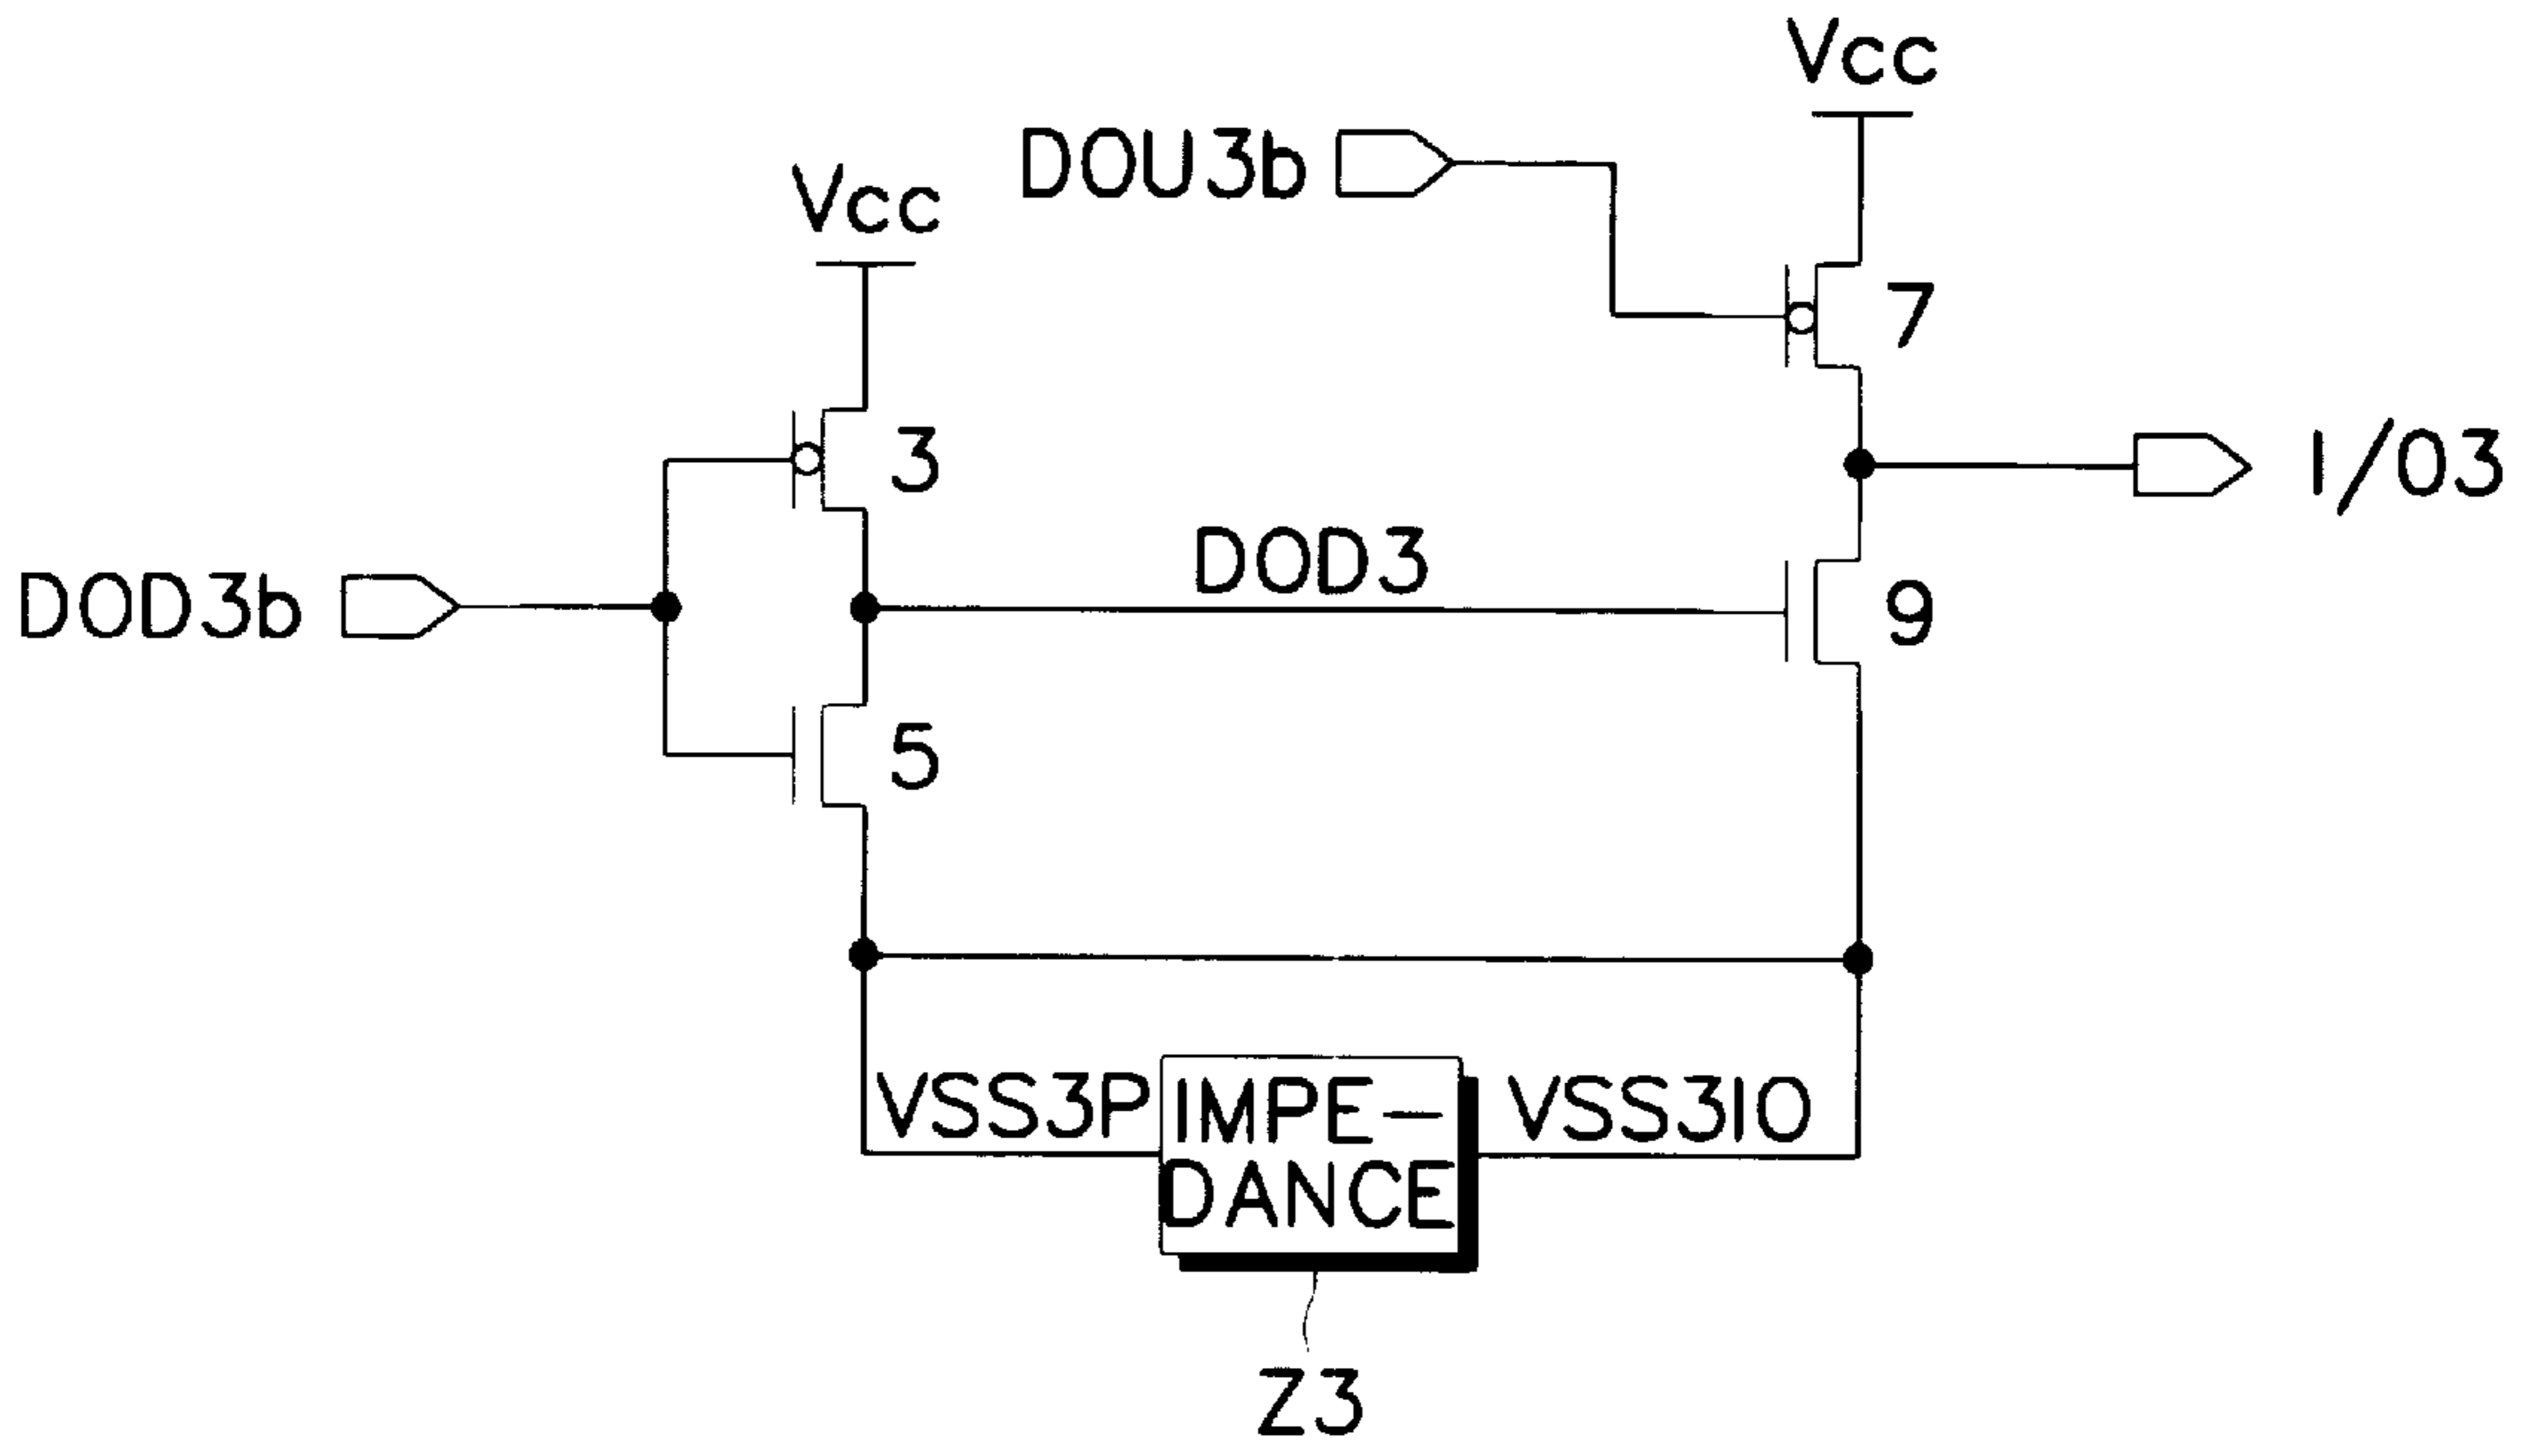 Vcc
DOU3b
Vcc
7
3
I/O3
DOD3
DOD3b
9
5
VSS3P
IMPE-
DANCE
VSS3IO
Z3